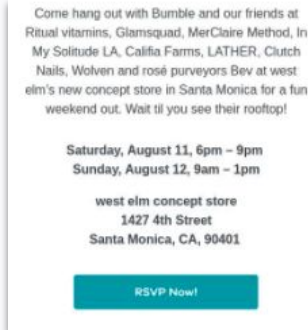 Come hang out with Bumble and our friends at
Ritual vitamins, Glamsquad, MerClaire Method, In
My Solitude LA, Califia Farms, LATHER, Clutch
Nails, Wolven and rosé purveyors Bev at west
elm's new concept store in Santa Monica for a fun
weekend out. Wait til you see their rooftop!
Saturday, August 11, 6pm – 9pm
Sunday, August 12, 9am – 1pm
west elm concept store
1427 4th Street
Santa Monica, CA, 90401
RSVP Now!